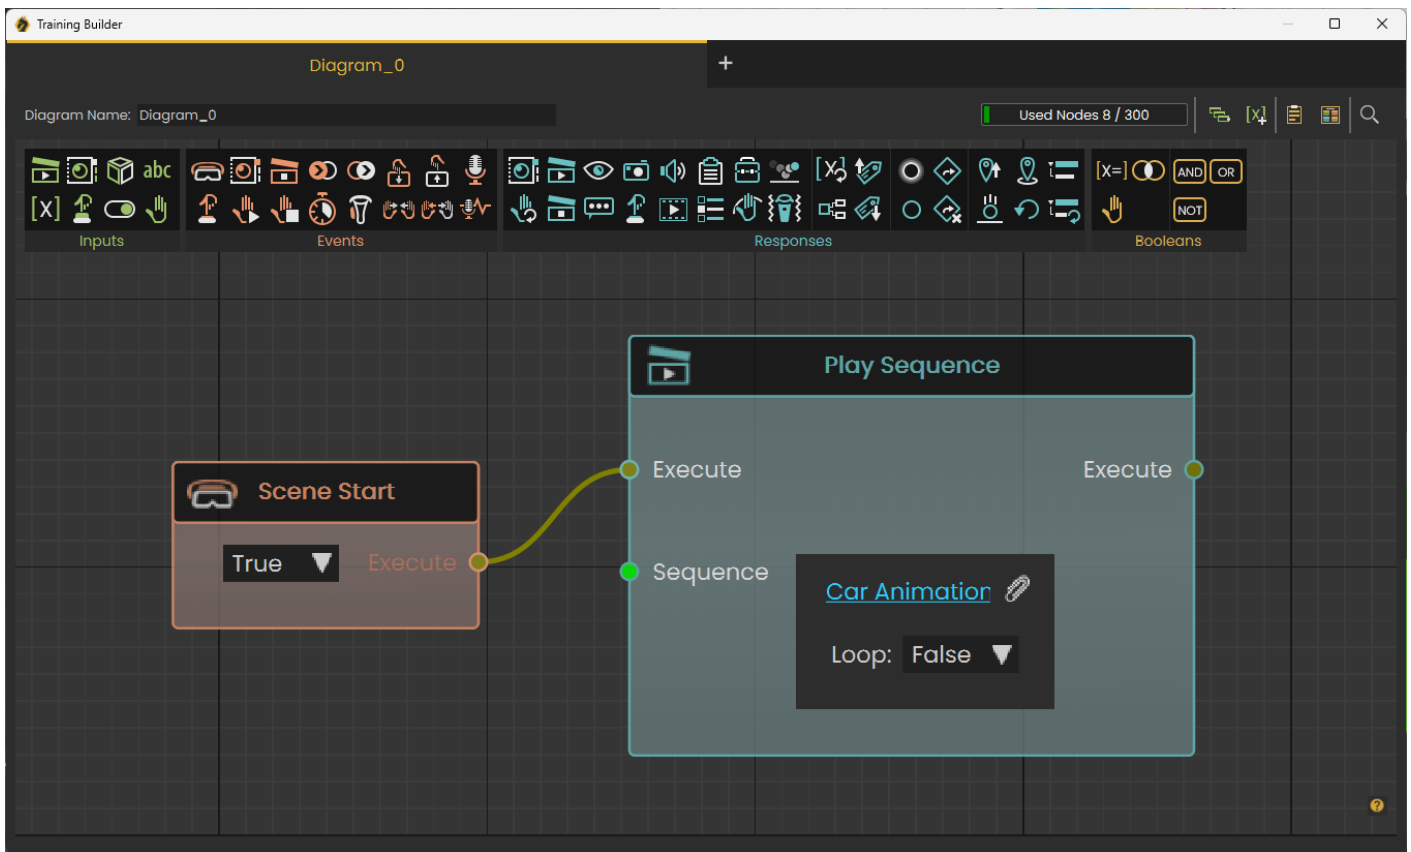 Training Builder
Diagram_0
+
Diagram Name: Diagram_0
Used Nodes 8 / 300
[x]
abc
[X]
[X]
[X=]
AND
OR
[X]
NOT
Inputs
Events
Responses
Booleans
Play Sequence
Execute
Execute
Scene Start
True
Execute
Sequence
Car Animation
Loop: False
?